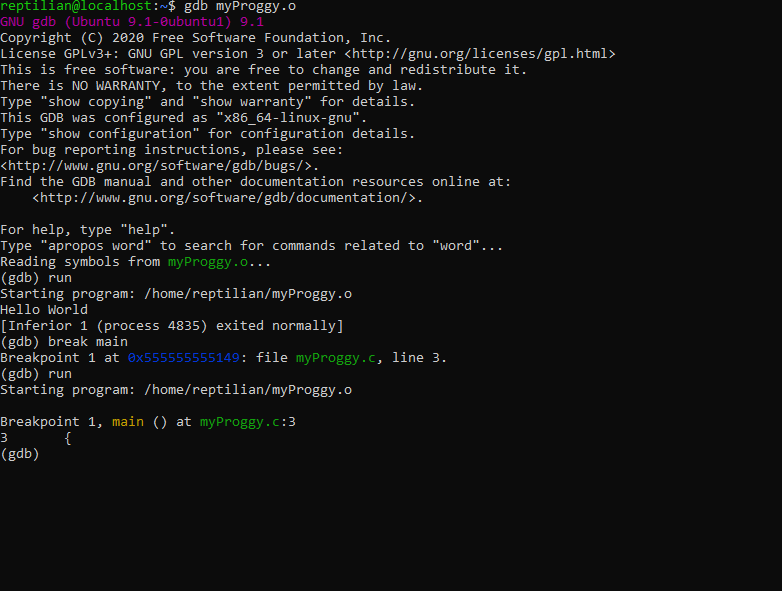 reptilian@localhost:~$ gdb myProggy.o
GNU gdb (Ubuntu 9.1-0ubuntu1) 9.1
Copyright (C) 2020 Free Software Foundation, Inc.
License GPLv3+: GNU GPL version 3 or later <http://gnu.org/licenses/gpl.html>
This is free software: you are free to change and redistribute it.
There is NO WARRANTY, to the extent permitted by law.
Type "show copying" and "show warranty" for details.
This GDB was configured as "x86_64-linux-gnu".
Type "show configuration" for configuration details.
For bug reporting instructions, please see:
<http://www.gnu.org/software/gdb/bugs/>.
Find the GDB manual and other documentation resources online at:
    <http://www.gnu.org/software/gdb/documentation/>.

For help, type "help".
Type "apropos word" to search for commands related to "word"...
Reading symbols from myProggy.o...
(gdb) run
Starting program: /home/reptilian/myProggy.o
Hello World
[Inferior 1 (process 4835) exited normally]
(gdb) break main
Breakpoint 1 at 0x555555555149: file myProggy.c, line 3.
(gdb) run
Starting program: /home/reptilian/myProggy.o

Breakpoint 1, main () at myProggy.c:3
3       {
(gdb)